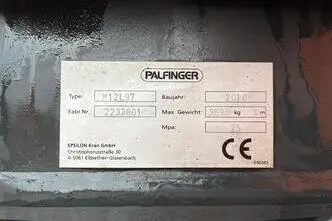 PALFINGER
Type: M12L97 Baujahr:
Fabr.Nr. 2232801 Max. Gewicht: kg m
Mpa: 25
EPSILON Kran GmbH
Christophorusstraße 30
A 5061 Elsbethen-Glasenbach
CE